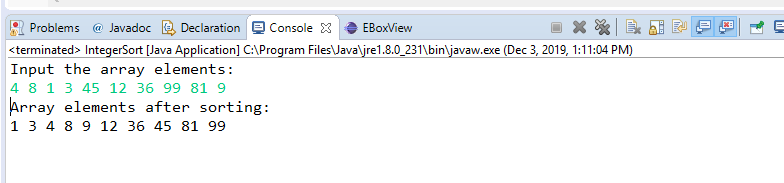 Problems @ Javadoc Declaration Console EBoxView
<terminated> IntegerSort [Java Application] C:\Program Files\Java\jre1.8.0_231\bin\javaw.exe (Dec 3, 2019, 1:11:04 PM)
Input the array elements:
4 8 1 3 45 12 36 99 81 9
Array elements after sorting:
1 3 4 8 9 12 36 45 81 99